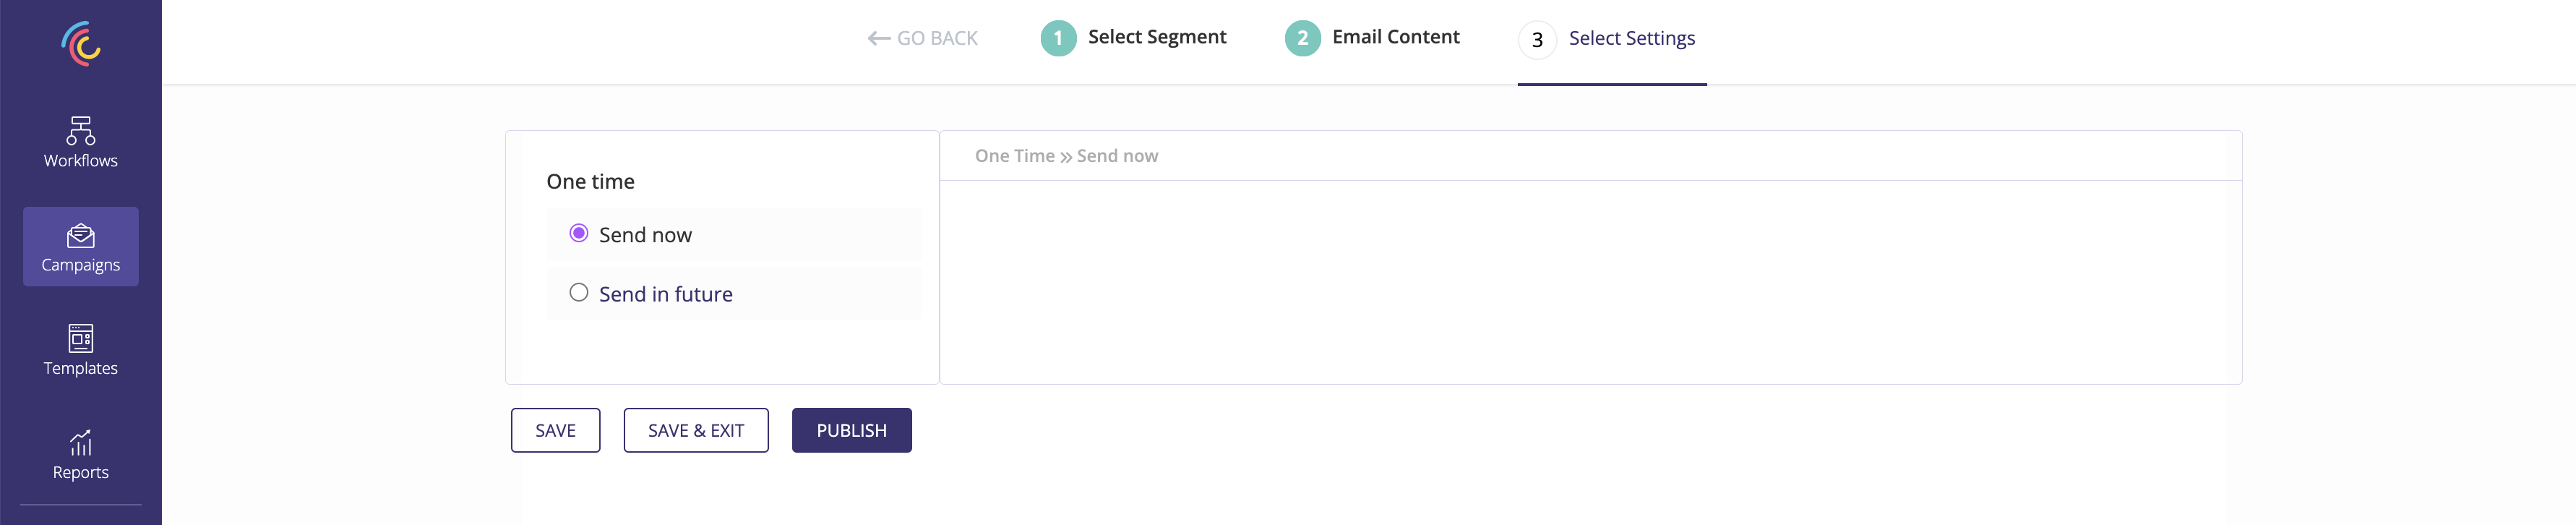 GO BACK
1 Select Segment
2 Email Content
3 Select Settings
Workflows
Campaigns
Templates
Reports
One time
Send now
Send in future
One Time » Send now
SAVE
SAVE & EXIT
PUBLISH